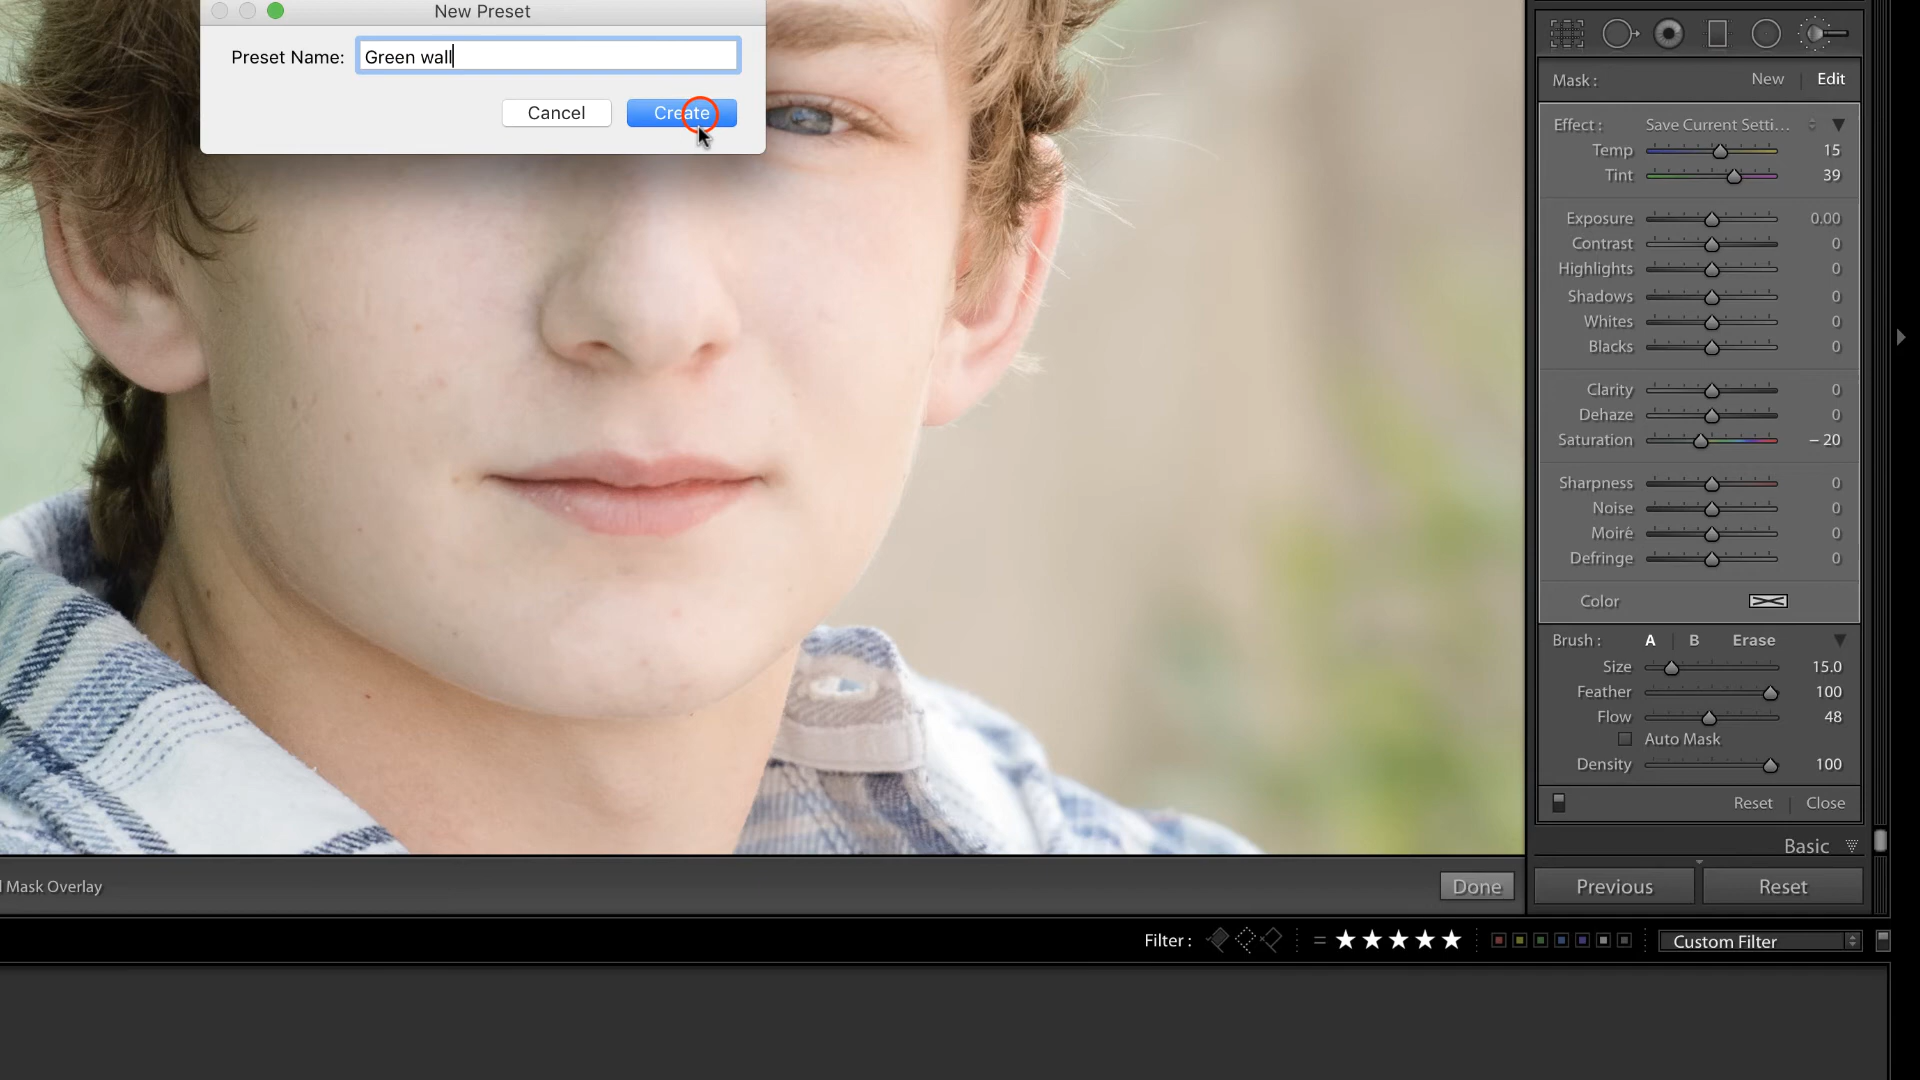 New Preset
Preset Name: Green wall
Cancel Create
Mask : New | Edit
Effect : Save Current Setti...
Temp 15
Tint 39
Exposure 0.00
Contrast 0
Highlights 0
Shadows 0
Whites 0
Blacks 0
Clarity 0
Dehaze 0
Saturation – 20
Sharpness 0
Noise 0
Moiré 0
Defringe 0
Color
Brush : A | B Erase
Size 15.0
Feather 100
Flow 48
Auto Mask
Density 100
Reset | Close
Basic
Mask Overlay Done Previous Reset
Filter : = ★★★★★ Custom Filter